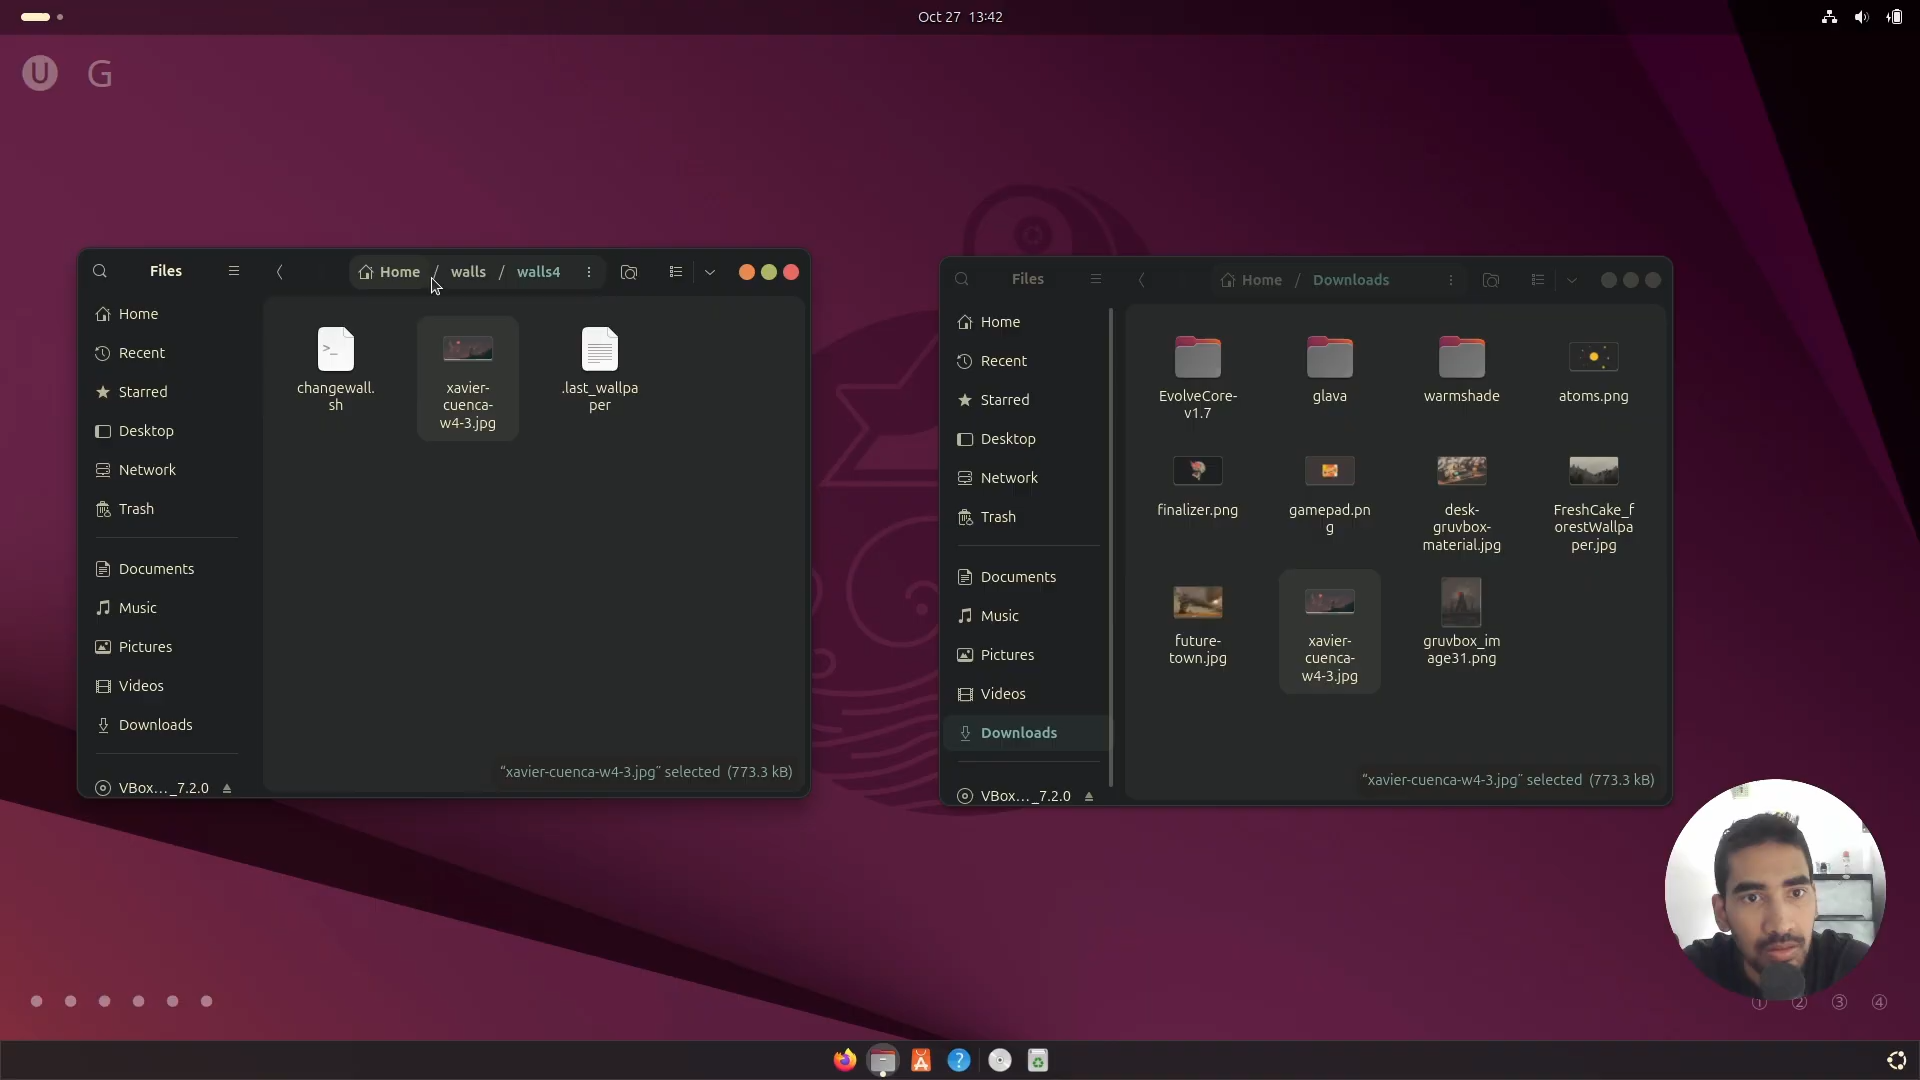 Oct 27 13:42
U G
Files
Home / walls / walls4
Home
Recent
Starred
Desktop
Network
Trash
Documents
Music
Pictures
Videos
Downloads
VBox..._7.2.0
changewall.
sh
xavier-
cuenca-
w4-3.jpg
.last_wallpa
per
“xavier-cuenca-w4-3.jpg” selected (773.3 kB)
Files
Home / Downloads
Home
Recent
Starred
Desktop
Network
Trash
Documents
Music
Pictures
Videos
Downloads
VBox..._7.2.0
EvolveCore-
v1.7
glava
warmshade
atoms.png
finalizer.png
gamepad.pn
g
desk-
gruvbox-
material.jpg
FreshCake_f
orestWallpa
per.jpg
future-
town.jpg
xavier-
cuenca-
w4-3.jpg
gruvbox_im
age31.png
“xavier-cuenca-w4-3.jpg” selected (773.3 kB)
① ② ③ ④